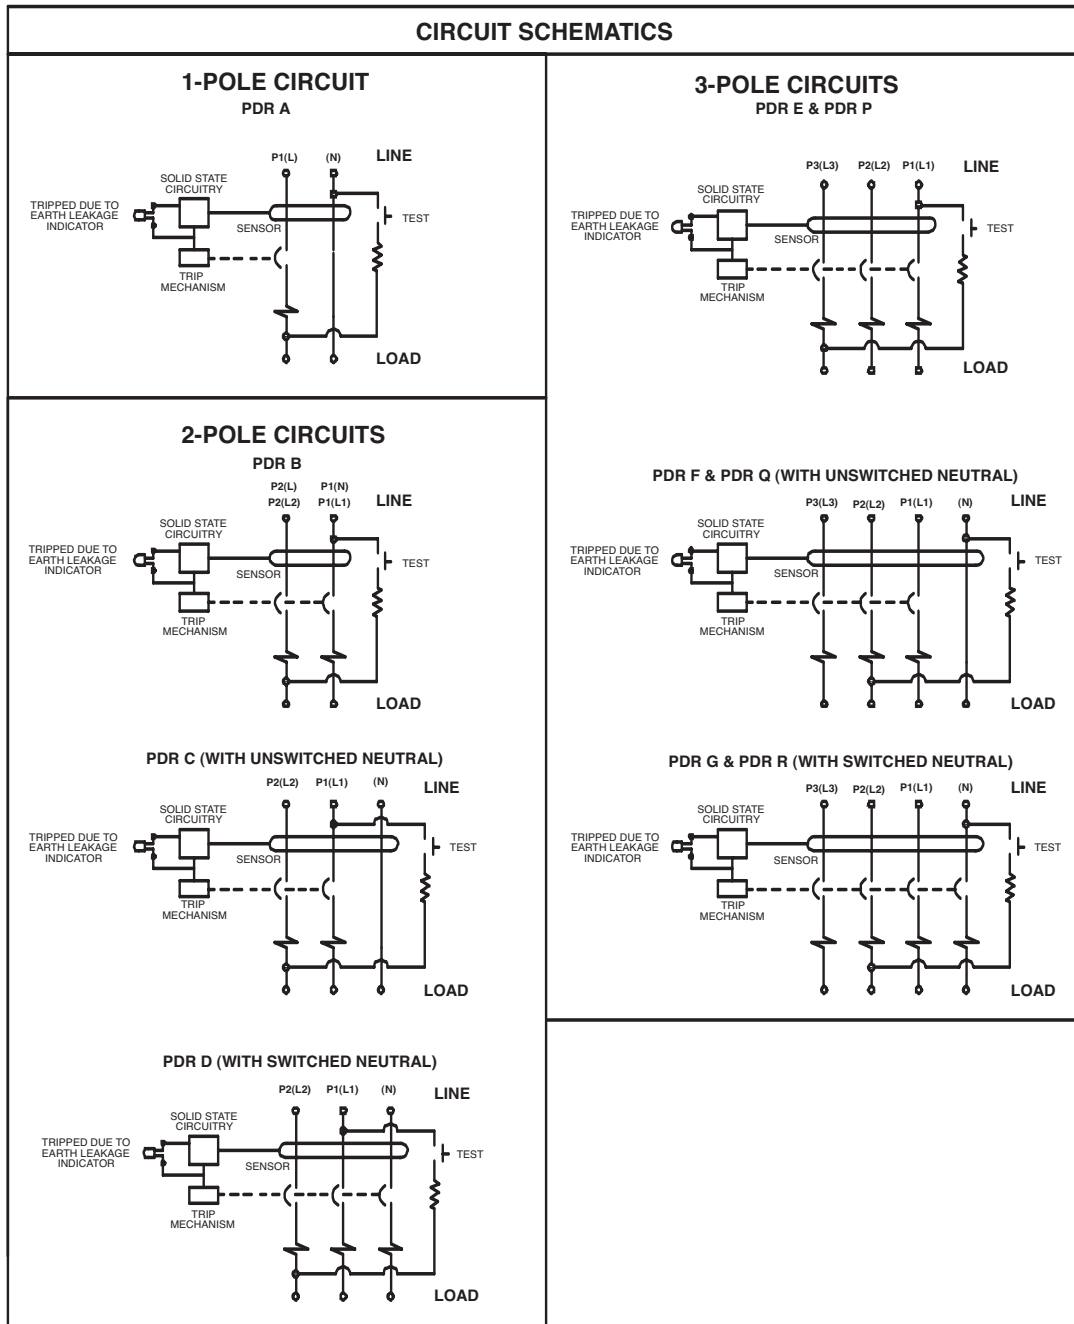 CIRCUIT SCHEMATICS
1-POLE CIRCUIT
PDR A
P1(L) (N) LINE
SOLID STATE
CIRCUITRY
TRIPPED DUE TO
EARTH LEAKAGE
INDICATOR
SENSOR
TEST
TRIP
MECHANISM
LOAD
2-POLE CIRCUITS
PDR B
P2(L) P1(N)
P2(L2) P1(L1) LINE
SOLID STATE
CIRCUITRY
TRIPPED DUE TO
EARTH LEAKAGE
INDICATOR
SENSOR
TEST
TRIP
MECHANISM
LOAD
PDR C (WITH UNSWITCHED NEUTRAL)
P2(L2) P1(L1) (N) LINE
SOLID STATE
CIRCUITRY
TRIPPED DUE TO
EARTH LEAKAGE
INDICATOR
SENSOR
TEST
TRIP
MECHANISM
LOAD
PDR D (WITH SWITCHED NEUTRAL)
P2(L2) P1(L1) (N) LINE
SOLID STATE
CIRCUITRY
TRIPPED DUE TO
EARTH LEAKAGE
INDICATOR
SENSOR
TEST
TRIP
MECHANISM
LOAD
3-POLE CIRCUITS
PDR E & PDR P
P3(L3) P2(L2) P1(L1) LINE
SOLID STATE
CIRCUITRY
TRIPPED DUE TO
EARTH LEAKAGE
INDICATOR
SENSOR
TEST
TRIP
MECHANISM
LOAD
PDR F & PDR Q (WITH UNSWITCHED NEUTRAL)
P3(L3) P2(L2) P1(L1) (N) LINE
SOLID STATE
CIRCUITRY
TRIPPED DUE TO
EARTH LEAKAGE
INDICATOR
SENSOR
TEST
TRIP
MECHANISM
LOAD
PDR G & PDR R (WITH SWITCHED NEUTRAL)
P3(L3) P2(L2) P1(L1) (N) LINE
SOLID STATE
CIRCUITRY
TRIPPED DUE TO
EARTH LEAKAGE
INDICATOR
SENSOR
TEST
TRIP
MECHANISM
LOAD